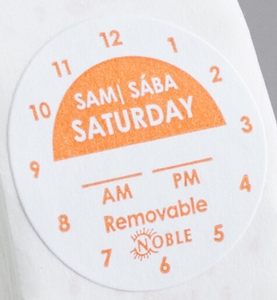 12
11 1
10 2
SAM| SÁBA
SATURDAY
9 3
AM PM
8 4
Removable
NOBLE
7 6 5